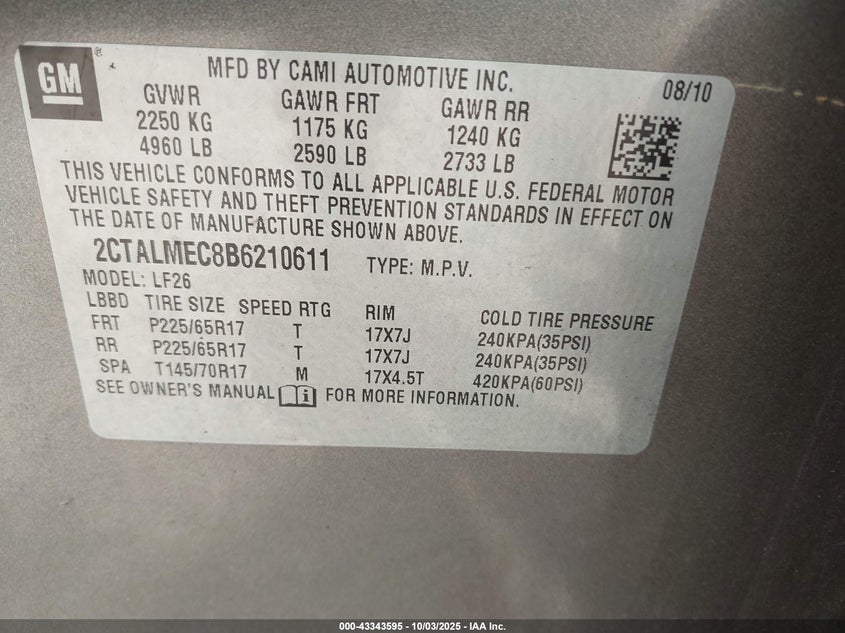 GM
MFD BY CAMI AUTOMOTIVE INC.
08/10
GVWR GAWR FRT GAWR RR
2250 KG 1175 KG 1240 KG
4960 LB 2590 LB 2733 LB
THIS VEHICLE CONFORMS TO ALL APPLICABLE U.S. FEDERAL MOTOR
VEHICLE SAFETY AND THEFT PREVENTION STANDARDS IN EFFECT ON
THE DATE OF MANUFACTURE SHOWN ABOVE.
2CTALMEC8B6210611 TYPE: M.P.V.
MODEL: LF26
LBBD TIRE SIZE SPEED RTG RIM COLD TIRE PRESSURE
FRT P225/65R17 T 17X7J 240KPA(35PSI)
RR P225/65R17 T 17X7J 240KPA(35PSI)
SPA T145/70R17 M 17X4.5T 420KPA(60PSI)
SEE OWNER'S MANUAL FOR MORE INFORMATION.
000-43343595 - 10/03/2025 - IAA Inc.